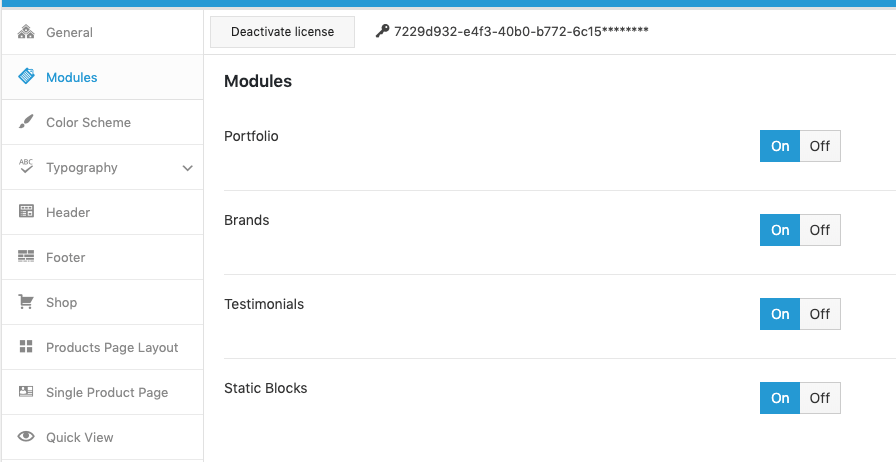 General
Modules
Color Scheme
ABC
Typography
Header
Footer
Shop
Products Page Layout
Single Product Page
Quick View
Deactivate license
7229d932-e4f3-40b0-b772-6c15********
Modules
Portfolio
On Off
Brands
On Off
Testimonials
On Off
Static Blocks
On Off